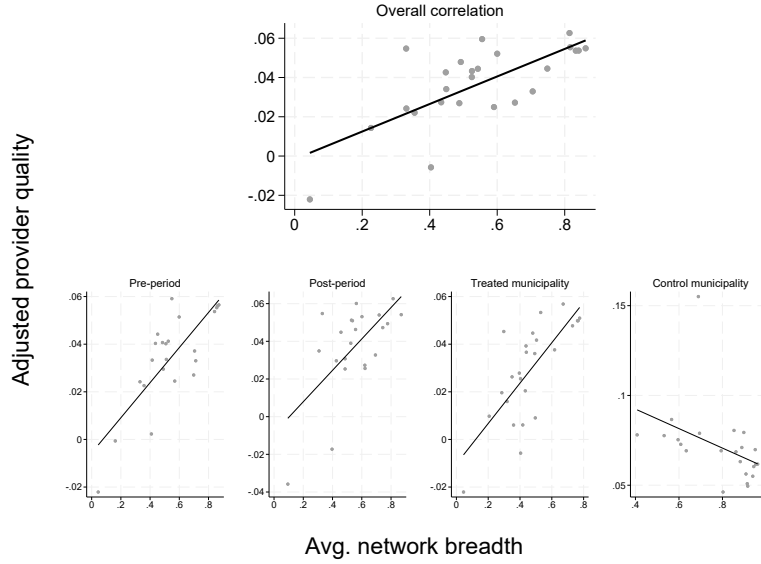 Overall correlation
.06
.04
.02
0
-.02
0 .2 .4 .6 .8
Adjusted provider quality
Pre-period
.06
.04
.02
0
-.02
0 .2 .4 .6 .8
Post-period
.06
.04
.02
0
-.02
-.04
0 .2 .4 .6 .8
Treated municipality
.06
.04
.02
0
-.02
0 .2 .4 .6 .8
Control municipality
.15
.1
.05
.4 .6 .8 1
Avg. network breadth